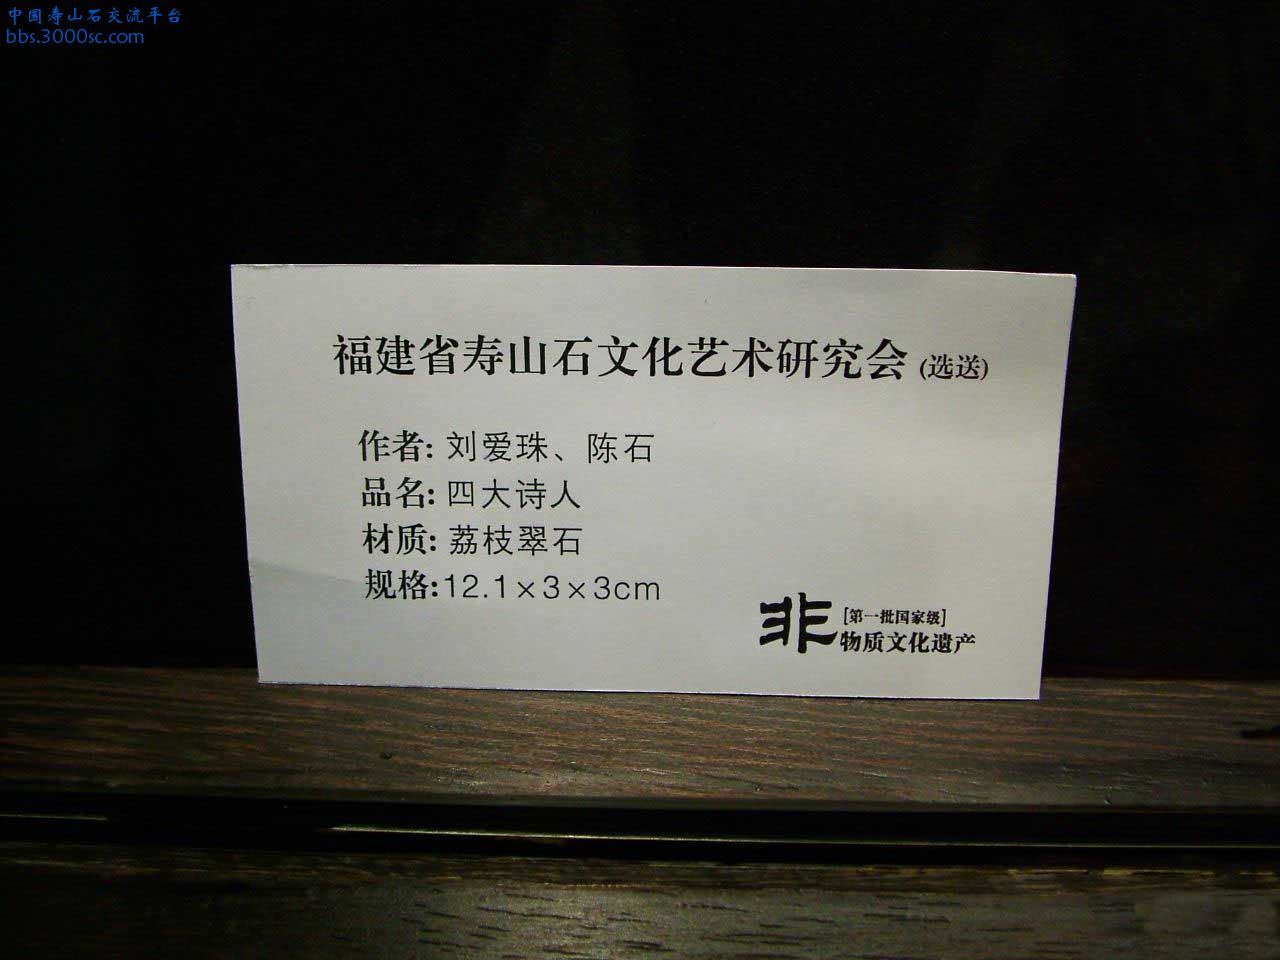 中国寿山石交流平台
bbs.3000sc.com
福建省寿山石文化艺术研究会 (选送)
作者: 刘爱珠、陈石
品名: 四大诗人
材质: 荔枝翠石
规格:12.1×3×3cm
非 [第一批国家级]
物质文化遗产